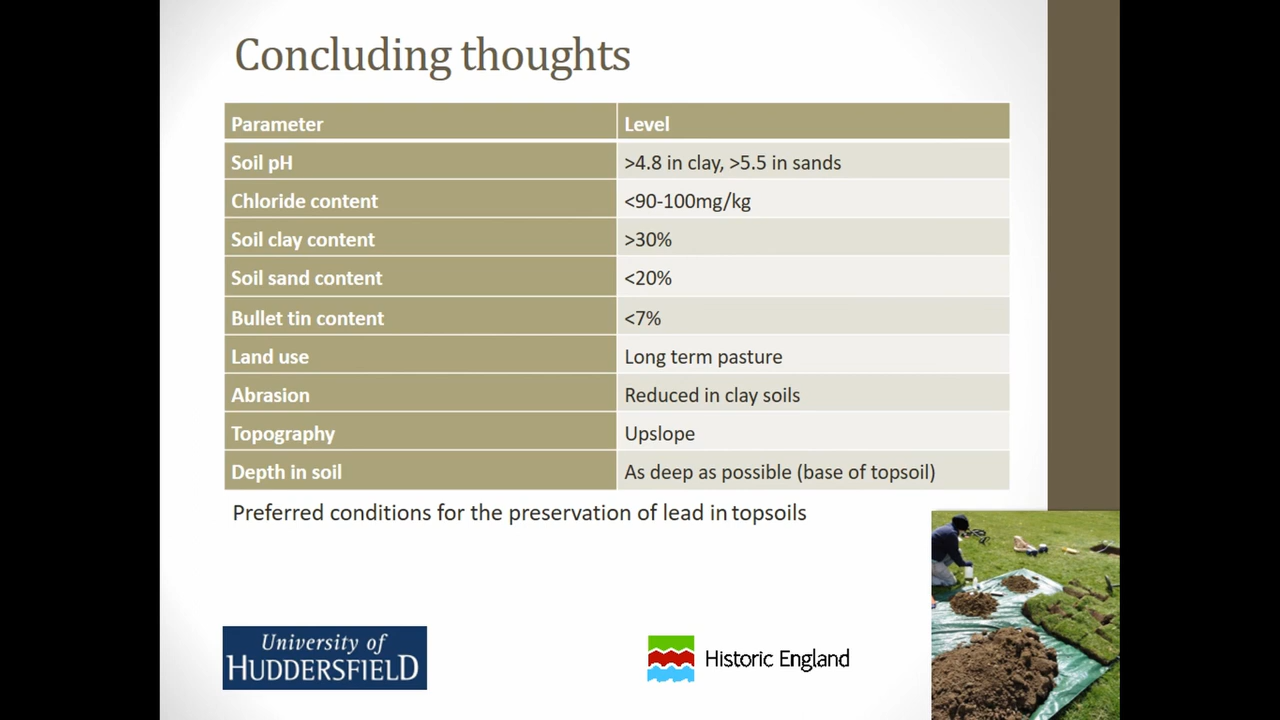 Concluding thoughts
Parameter Level
Soil pH >4.8 in clay, >5.5 in sands
Chloride content <90-100mg/kg
Soil clay content >30%
Soil sand content <20%
Bullet tin content <7%
Land use Long term pasture
Abrasion Reduced in clay soils
Topography Upslope
Depth in soil As deep as possible (base of topsoil)
Preferred conditions for the preservation of lead in topsoils
University of
HUDDERSFIELD
Historic England